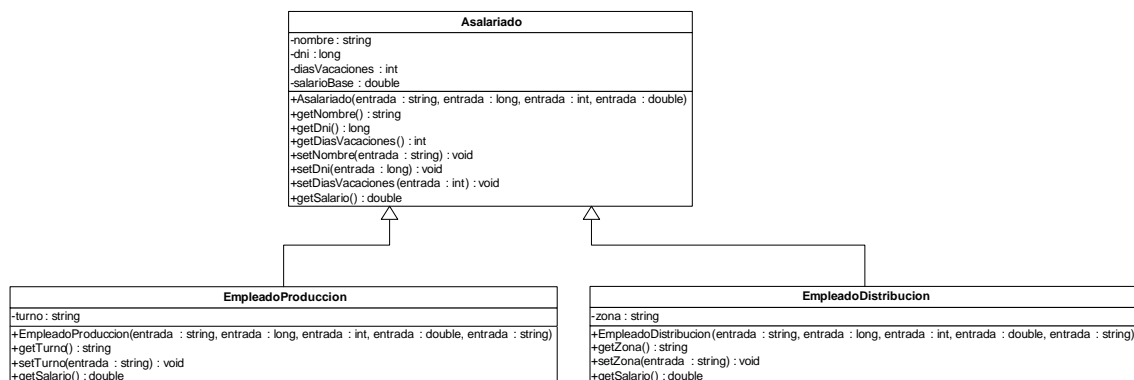 Asalariado
-nombre : string
-dni : long
-diasVacaciones : int
-salarioBase : double
+Asalariado(entrada : string, entrada : long, entrada : int, entrada : double)
+getNombre() : string
+getDni() : long
+getDiasVacaciones() : int
+setNombre(entrada : string) : void
+setDni(entrada : long) : void
+setDiasVacaciones(entrada : int) : void
+getSalario() : double
EmpleadoProduccion
-turno : string
+EmpleadoProduccion(entrada : string, entrada : long, entrada : int, entrada : double, entrada : string)
+getTurno() : string
+setTurno(entrada : string) : void
+getSalario() : double
EmpleadoDistribucion
-zona : string
+EmpleadoDistribucion(entrada : string, entrada : long, entrada : int, entrada : double, entrada : string)
+getZona() : string
+setZona(entrada : string) : void
+getSalario() : double